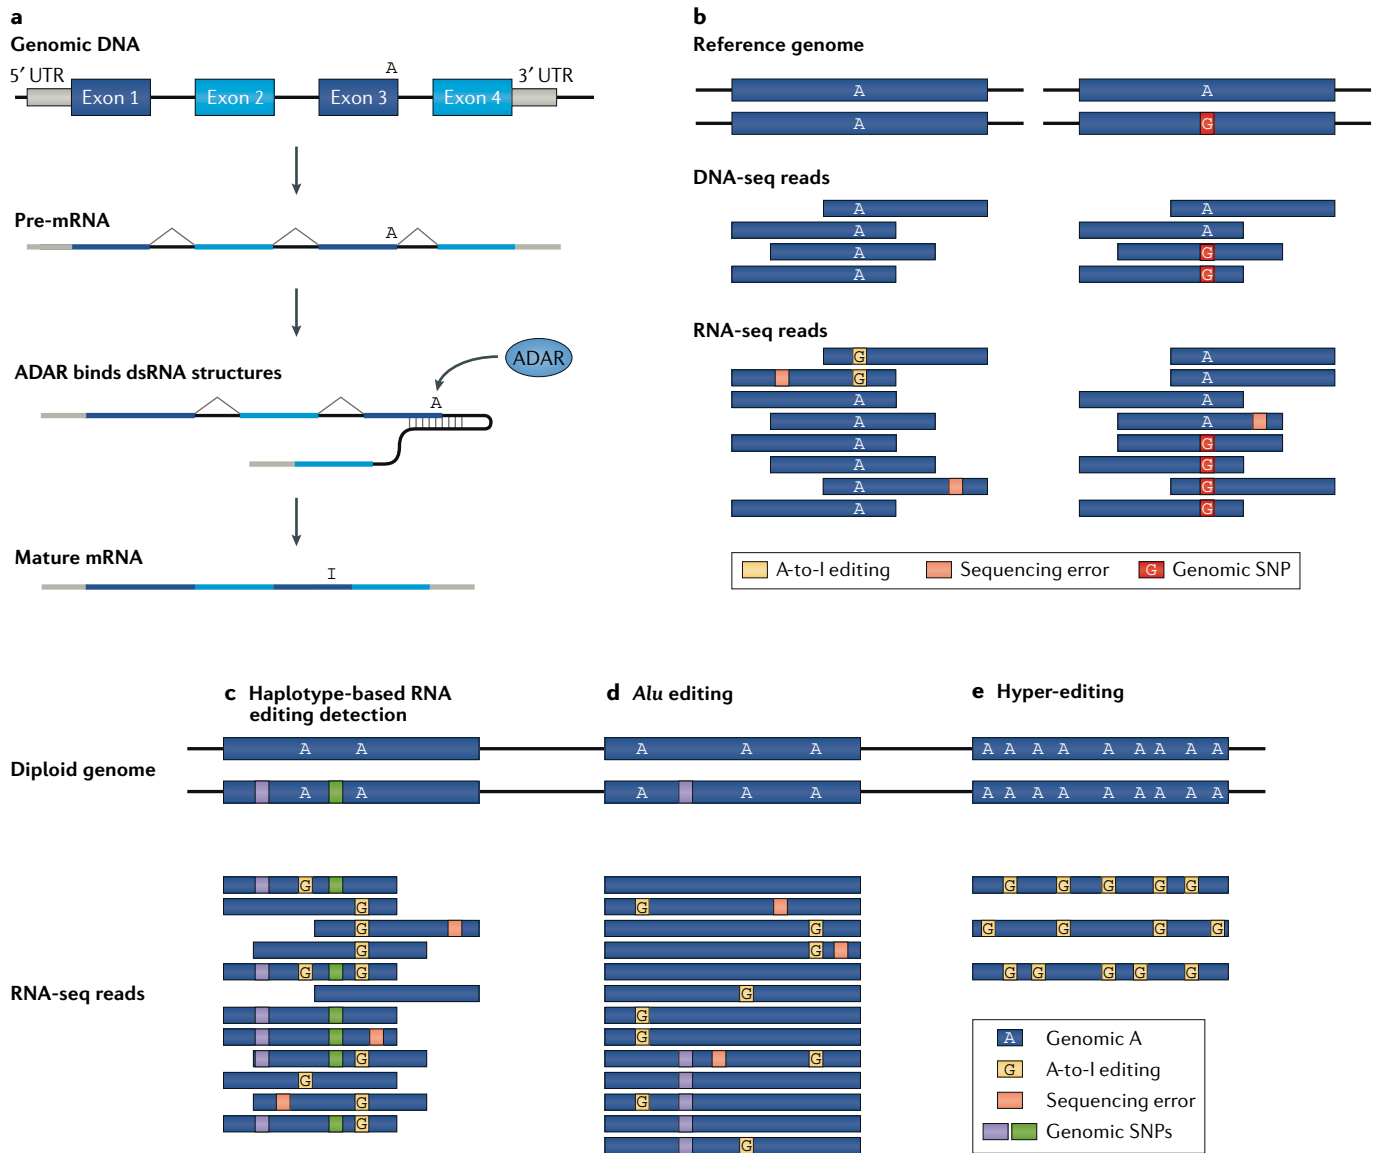 a
Genomic DNA
5′ UTR
A
3′ UTR
Exon 1
Exon 2
Exon 3
Exon 4
Pre-mRNA
A
ADAR binds dsRNA structures
ADAR
A
Mature mRNA
I
b
Reference genome
A A
A G
DNA-seq reads
A A
A A
A G
A G
RNA-seq reads
G A
G A
A A
A A
A G
A G
A G
A G
A-to-I editing
Sequencing error
G Genomic SNP
c Haplotype-based RNA
editing detection
d Alu editing
e Hyper-editing
Diploid genome
A A A A A A A A A A A A A A
A A A A A A A A A A A A A A
RNA-seq reads
G
G
G
G
G G
G
G
G
G
G
G
G
G
G
G
G
G
G
G
G G G G G
G G G G
G G G G G
A Genomic A
G A-to-I editing
Sequencing error
Genomic SNPs